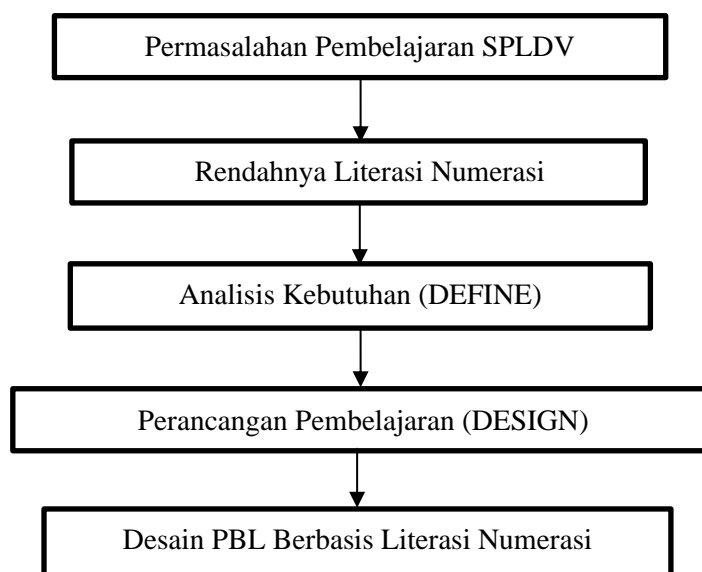 Permasalahan Pembelajaran SPLDV
Rendahnya Literasi Numerasi
Analisis Kebutuhan (DEFINE)
Perancangan Pembelajaran (DESIGN)
Desain PBL Berbasis Literasi Numerasi